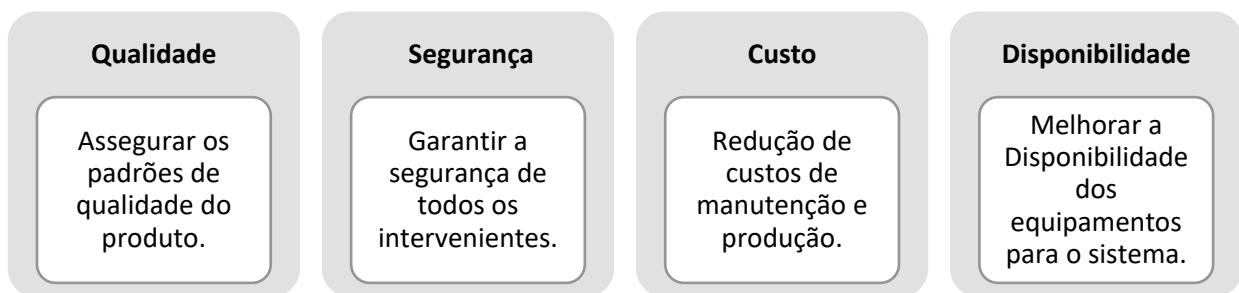 Qualidade
Assegurar os
padrões de
qualidade do
produto.
Segurança
Garantir a
segurança de
todos os
intervenientes.
Custo
Redução de
custos de
manutenção e
produção.
Disponibilidade
Melhorar a
Disponibilidade
dos
equipamentos
para o sistema.